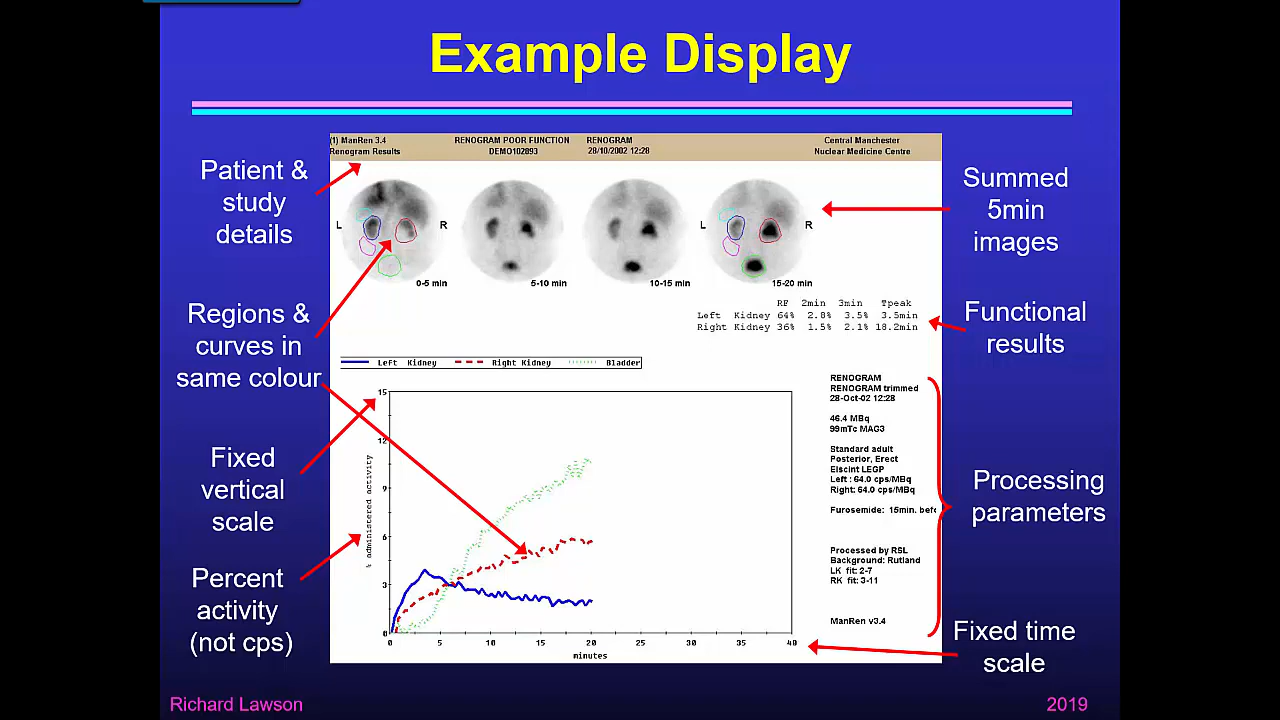 Example Display
(1) ManRen 3.4
Renogram Results
RENOGRAM POOR FUNCTION
DEMO102893
RENOGRAM
28/10/2002 12:28
Central Manchester
Nuclear Medicine Centre
Patient &
study
details
L
R
L
R
0-5 min
5-10 min
10-15 min
15-20 min
Summed
5min
images
Regions &
curves in
same colour
RF 2min 3min Tpeak
Left Kidney 64% 2.8% 3.5% 3.5min
Right Kidney 36% 1.5% 2.1% 18.2min
Functional
results
Left Kidney
Right Kidney
Bladder
Fixed
vertical
scale
Percent
activity
(not cps)
% administered activity
15
12
9
6
3
0
0 5 10 15 20 25 30 35 40
minutes
RENOGRAM
RENOGRAM trimmed
28-Oct-02 12:28
46.4 MBq
99mTc MAG3
Standard adult
Posterior, Erect
Elscint LEGP
Left : 64.0 cps/MBq
Right: 64.0 cps/MBq
Furosemide: 15min. befo
Processed by RSL
Background: Rutland
LK fit: 2-7
RK fit: 3-11
ManRen v3.4
Processing
parameters
Fixed time
scale
Richard Lawson
2019